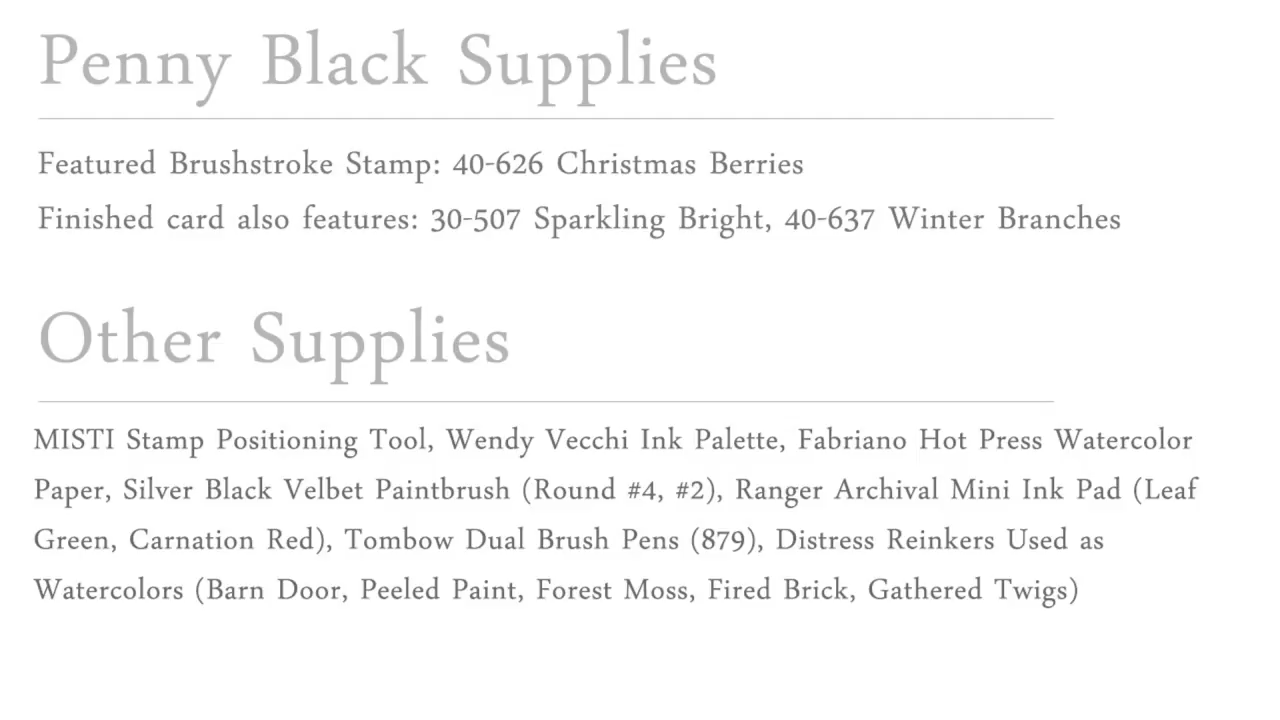 Penny Black Supplies
Featured Brushstroke Stamp: 40-626 Christmas Berries
Finished card also features: 30-507 Sparkling Bright, 40-637 Winter Branches
Other Supplies
MISTI Stamp Positioning Tool, Wendy Vecchi Ink Palette, Fabriano Hot Press Watercolor
Paper, Silver Black Velbet Paintbrush (Round #4, #2), Ranger Archival Mini Ink Pad (Leaf
Green, Carnation Red), Tombow Dual Brush Pens (879), Distress Reinkers Used as
Watercolors (Barn Door, Peeled Paint, Forest Moss, Fired Brick, Gathered Twigs)